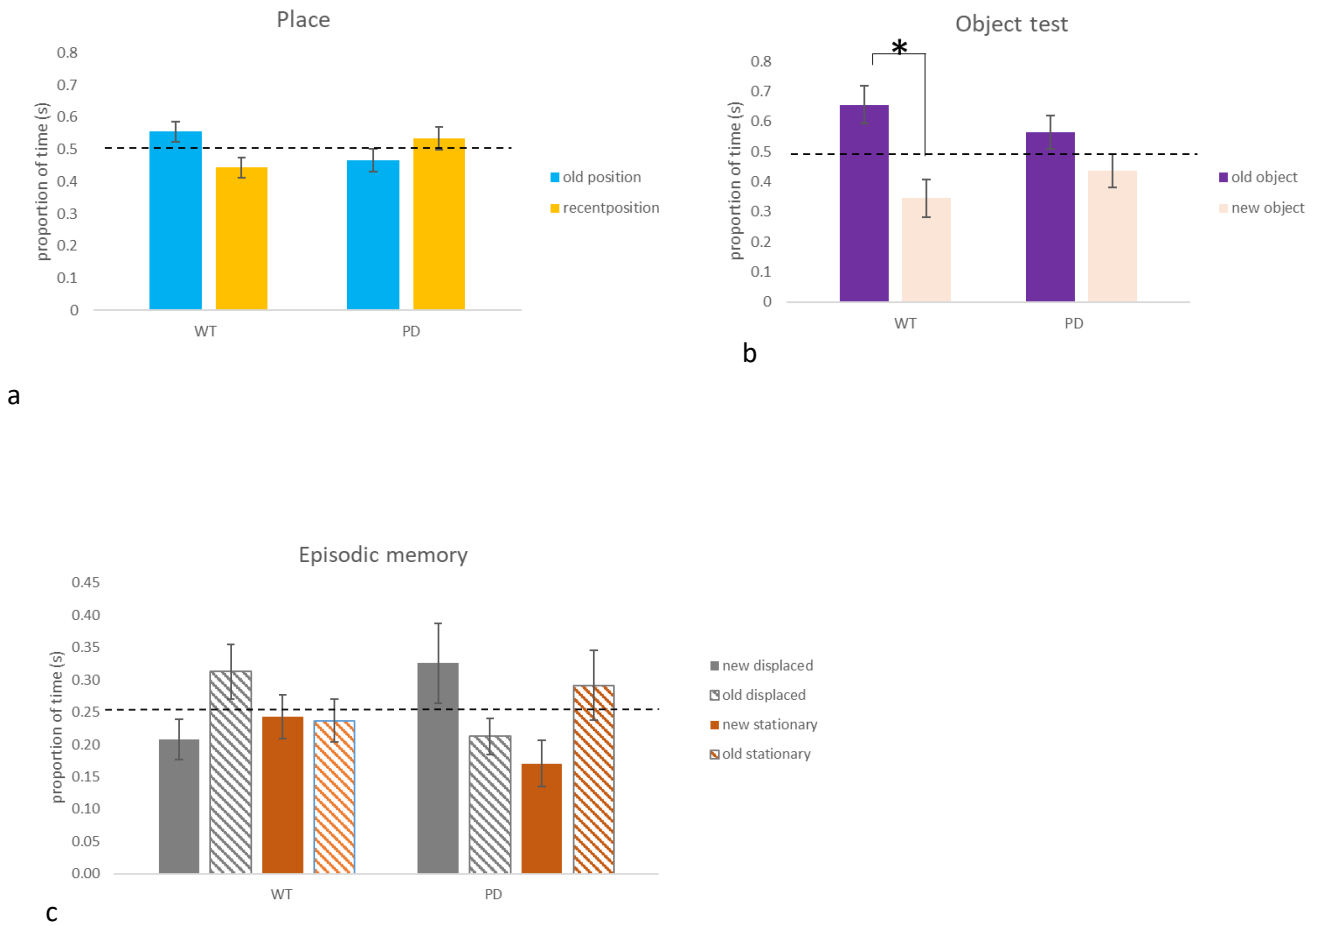 Place
0.8
0.7
0.6
0.5
0.4
0.3
0.2
0.1
0
proportion of time (s)
WT
PD
old position
recentposition
a
Object test
*
0.8
0.7
0.6
0.5
0.4
0.3
0.2
0.1
0
proportion of time (s)
WT
PD
old object
new object
b
Episodic memory
0.45
0.40
0.35
0.30
0.25
0.20
0.15
0.10
0.05
0.00
proportion of time (s)
WT
PD
new displaced
old displaced
new stationary
old stationary
c